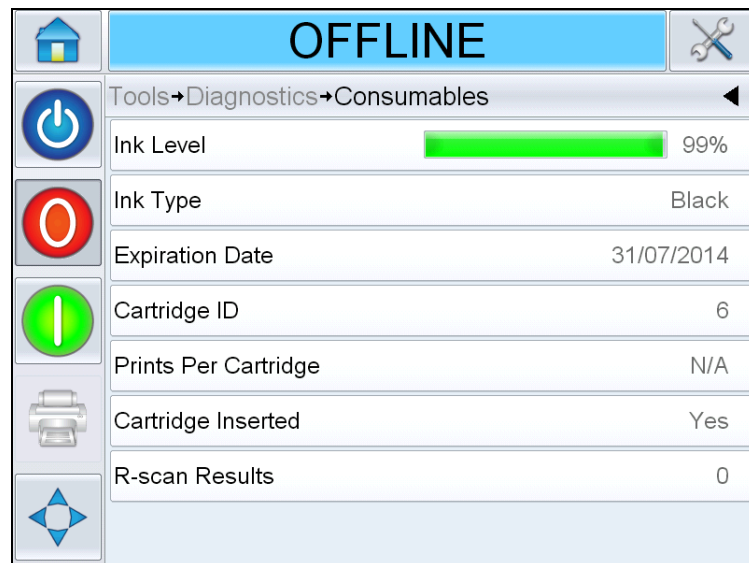 OFFLINE
Tools→Diagnostics→Consumables
Ink Level 99%
Ink Type Black
Expiration Date 31/07/2014
Cartridge ID 6
Prints Per Cartridge N/A
Cartridge Inserted Yes
R-scan Results 0